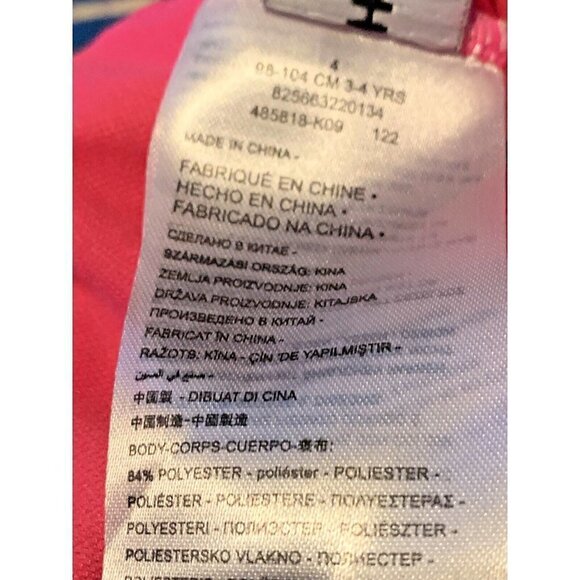 H
4
98-104 CM 3-4 YRS
825663220134
485818-K09 122
MADE IN CHINA -
FABRIQUÉ EN CHINE •
HECHO EN CHINA •
FABRICADO NA CHINA •
СДЕЛАНО В КИТАЕ -
SZÁRMAZÁSI ORSZÁG: KINA
ZEMLJA PROIZVODNJE: KINA
DRŽAVA PROIZVODNJE: KITAJSKA
ПРОИЗВЕДЕНО В КИТАЙ -
FABRICAT ÎN CHINA -
RAŽOTS: ĶĪNA - ÇİN'DE YAPILMIŞTIR -
صنع في الصين -
中國製 - DIBUAT DI CINA
中国制造-中國製造
BODY-CORPS-CUERPO-表布:
84% POLYESTER - poliéster - POLIESTER -
POLIÉSTER - POLIESTERE - ΠΟΛΥΕΣΤΕΡΑΣ -
POLYESTERI - ПОЛИЭСТЕР - POLIÉSZTER -
POLIESTERSKO VLAKNO - ПОЛИЕСТЕР -